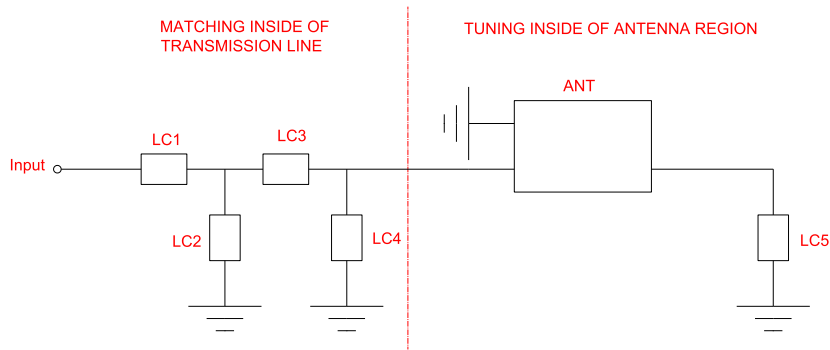 MATCHING INSIDE OF
TRANSMISSION LINE
TUNING INSIDE OF ANTENNA REGION
ANT
LC1
LC3
Input
LC2
LC4
LC5